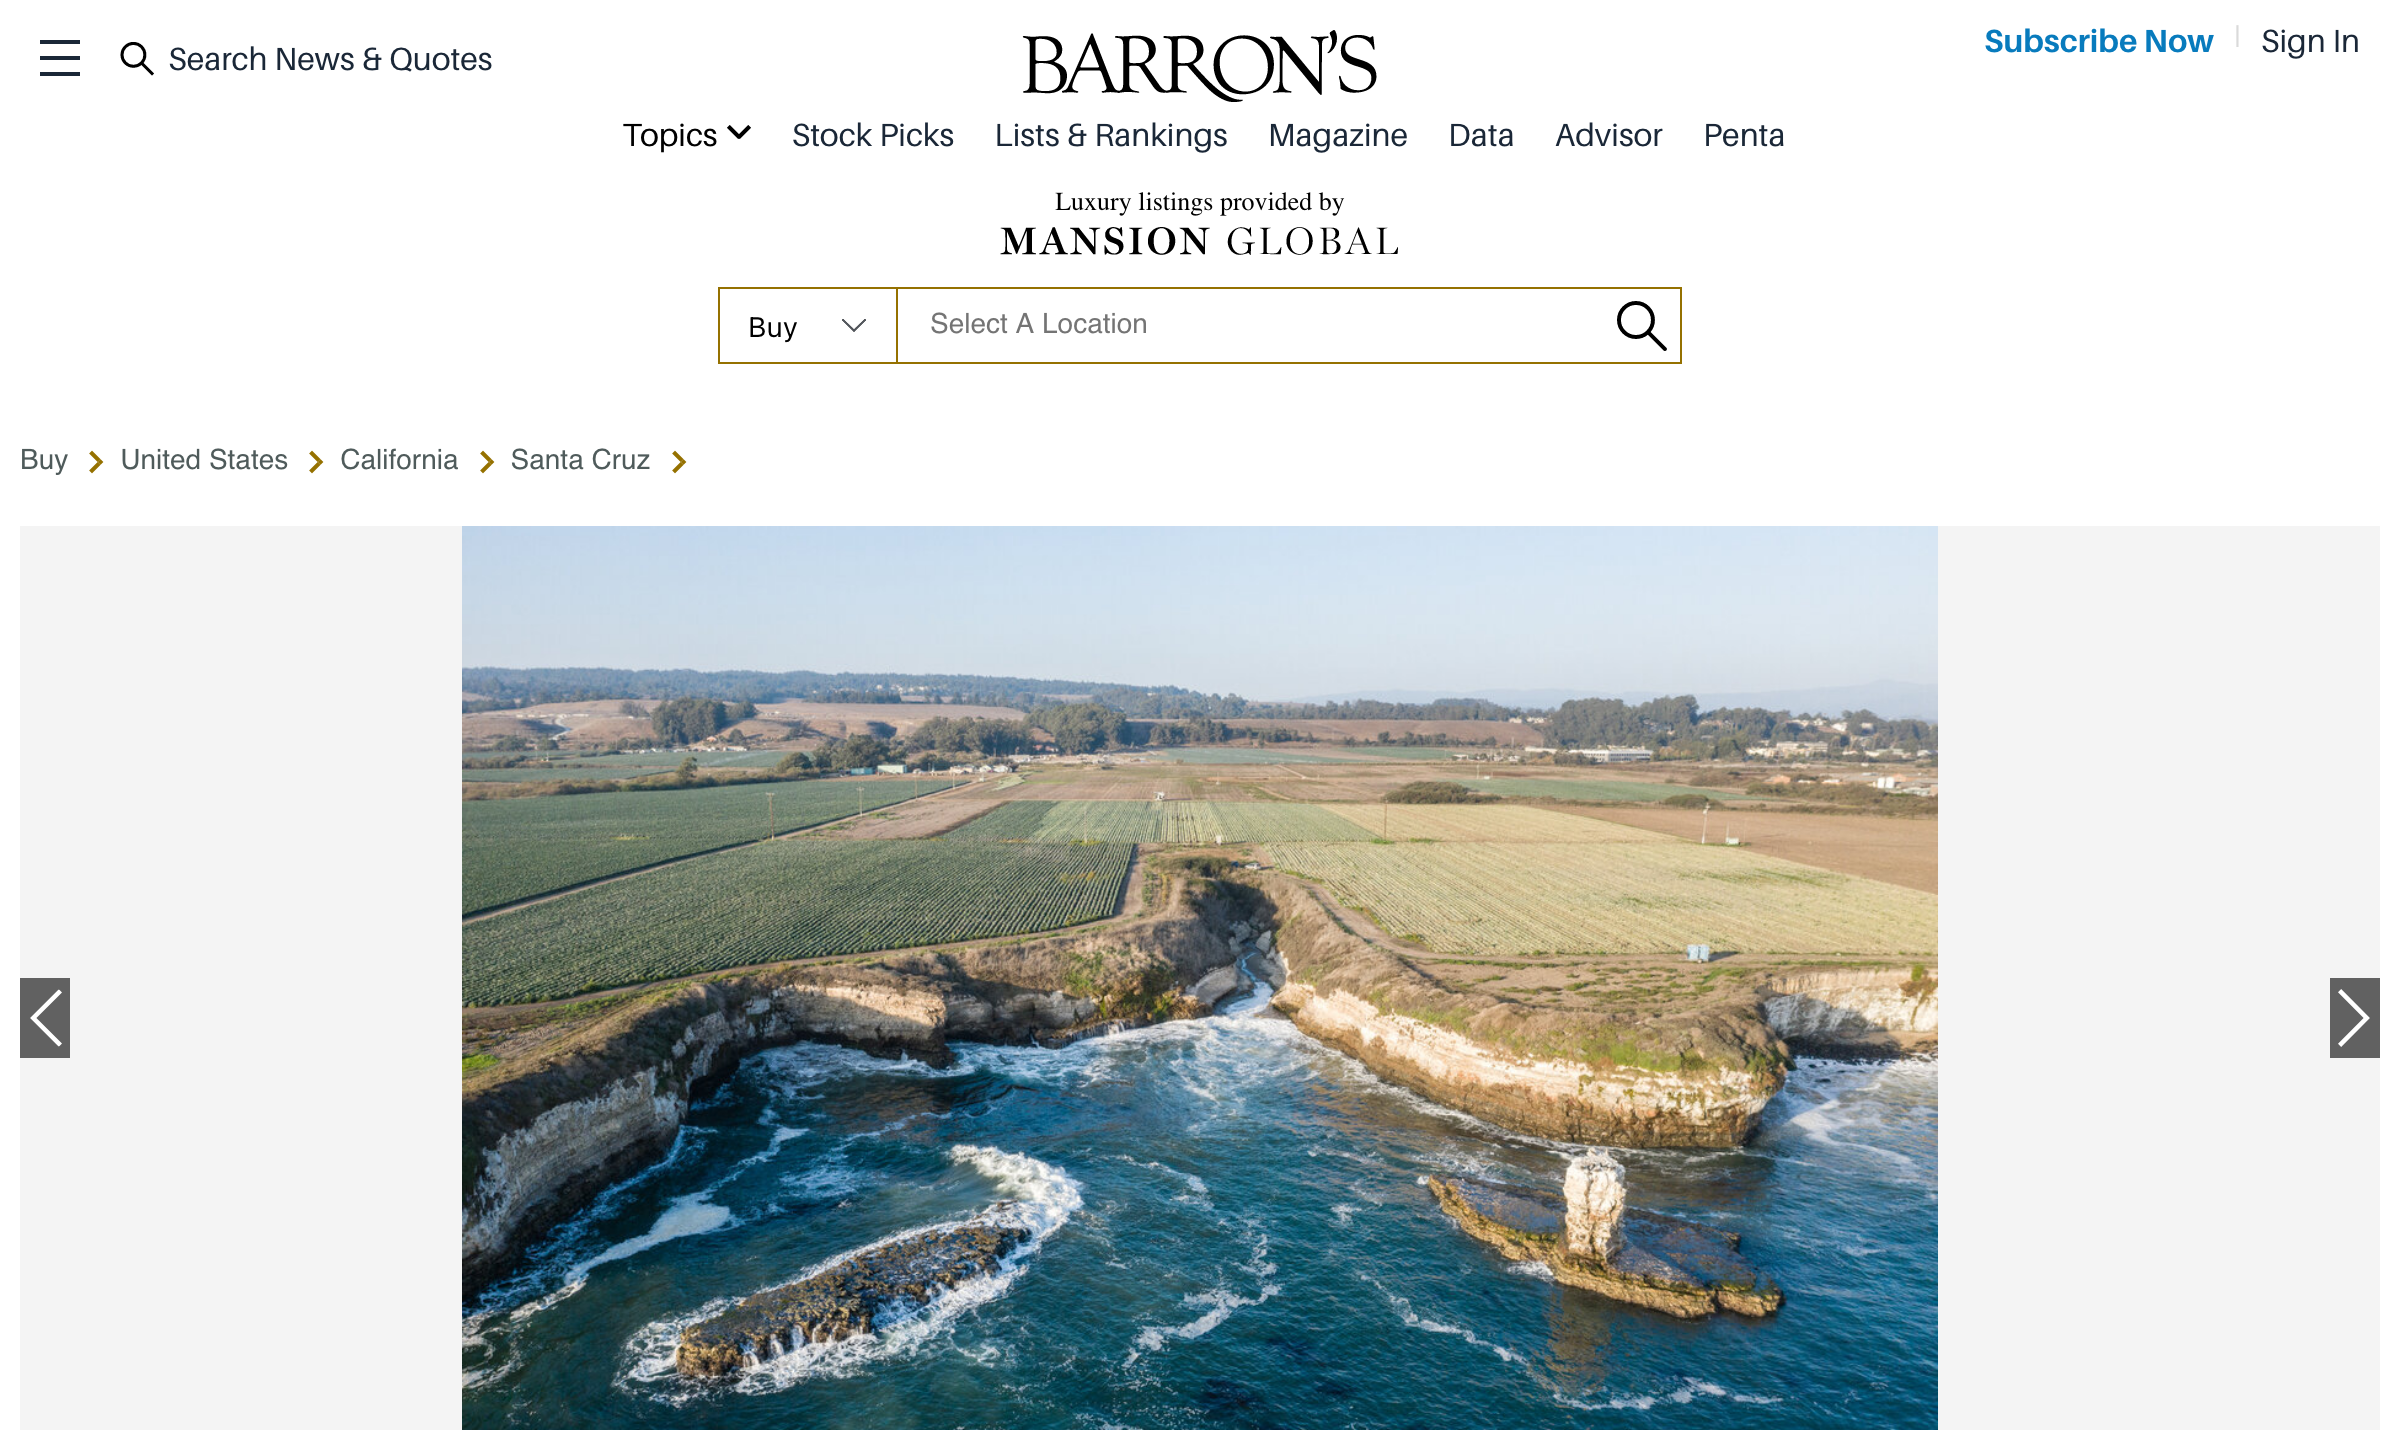 Search News & Quotes
BARRON'S
Subscribe Now
Sign In
Topics Stock Picks Lists & Rankings Magazine Data Advisor Penta
Luxury listings provided by
MANSION GLOBAL
Buy Select A Location
Buy United States California Santa Cruz